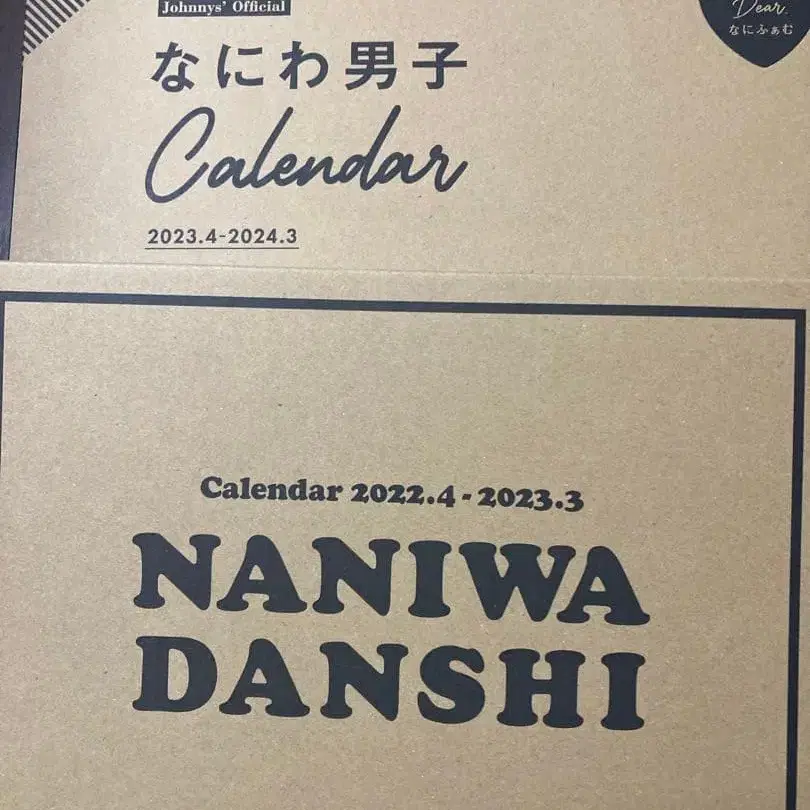 Johnnys' Official
なにわ男子
Calendar
2023.4-2024.3
Dear.
なにふぁむ
Calendar 2022.4-2023.3
NANIWA
DANSHI